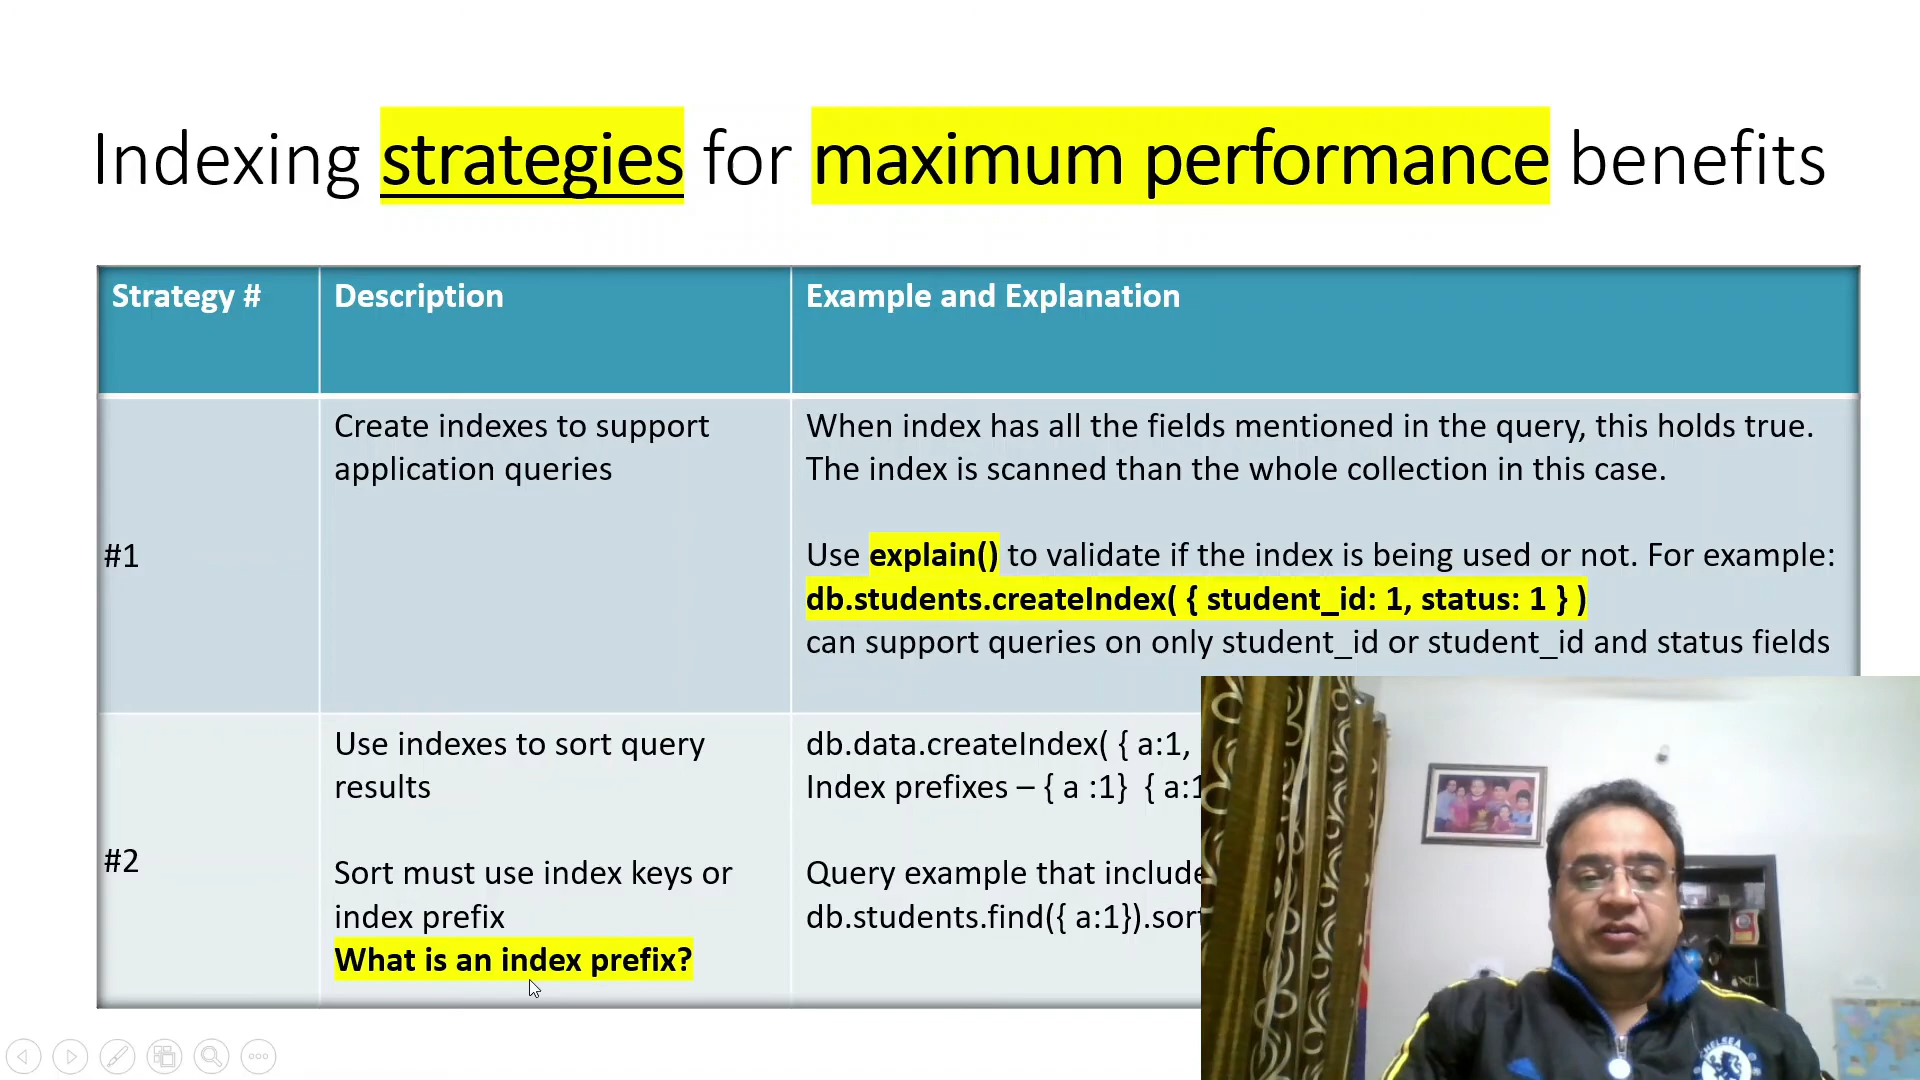 Indexing strategies for maximum performance benefits
Strategy #
Description
Example and Explanation
#1
Create indexes to support
application queries
When index has all the fields mentioned in the query, this holds true.
The index is scanned than the whole collection in this case.
Use explain() to validate if the index is being used or not. For example:
db.students.createIndex( { student_id: 1, status: 1 } )
can support queries on only student_id or student_id and status fields
#2
Use indexes to sort query
results
Sort must use index keys or
index prefix
What is an index prefix?
db.data.createIndex( { a:1,
Index prefixes – { a :1}  { a:1
Query example that include
db.students.find({ a:1}).sort
CHELSEA